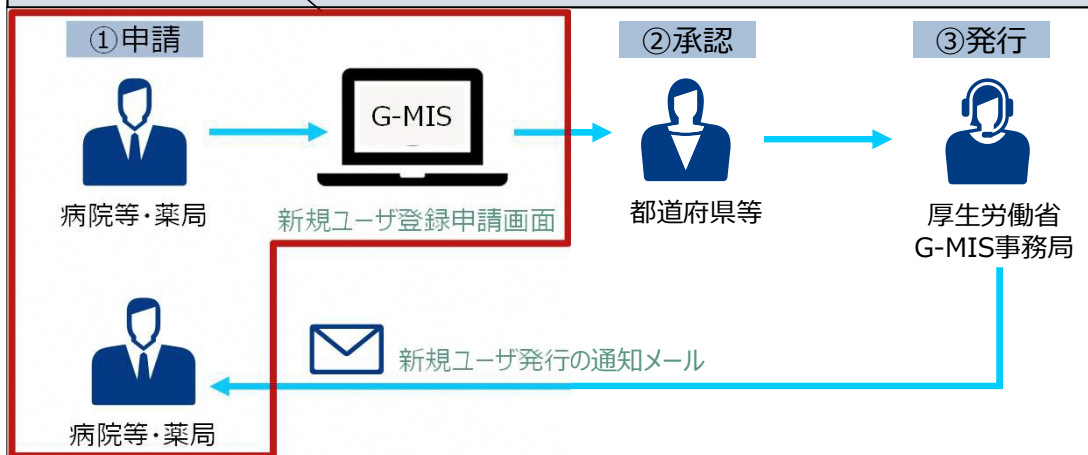 ①申請
②承認
③発行
G-MIS
病院等・薬局
新規ユーザ登録申請画面
都道府県等
厚生労働省
G-MIS事務局
新規ユーザ発行の通知メール
病院等・薬局